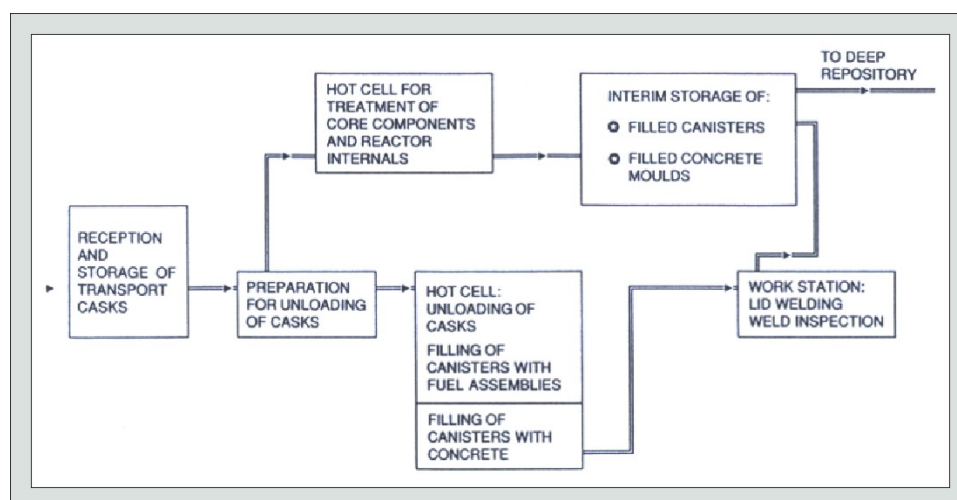 RECEPTION
AND
STORAGE OF
TRANSPORT
CASKS
PREPARATION
FOR UNLOADING
OF CASKS
HOT CELL FOR
TREATMENT OF
CORE COMPONENTS
AND REACTOR
INTERNALS
HOT CELL:
UNLOADING OF
CASKS
FILLING OF
CANISTERS WITH
FUEL ASSEMBLIES
FILLING OF
CANISTERS WITH
CONCRETE
WORK STATION:
LID WELDING
WELD INSPECTION
INTERIM STORAGE OF:
FILLED CANISTERS
FILLED CONCRETE
MOULDS
TO DEEP
REPOSITORY